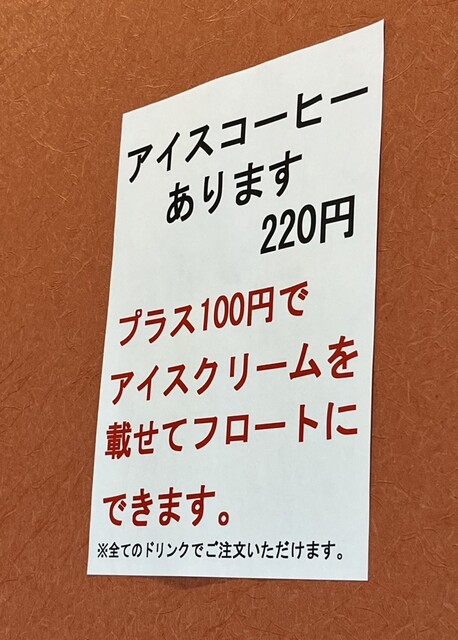 アイスコーヒー
あります
220円
プラス100円で
アイスクリームを
載せてフロートに
できます。
※全てのドリンクでご注文いただけます。